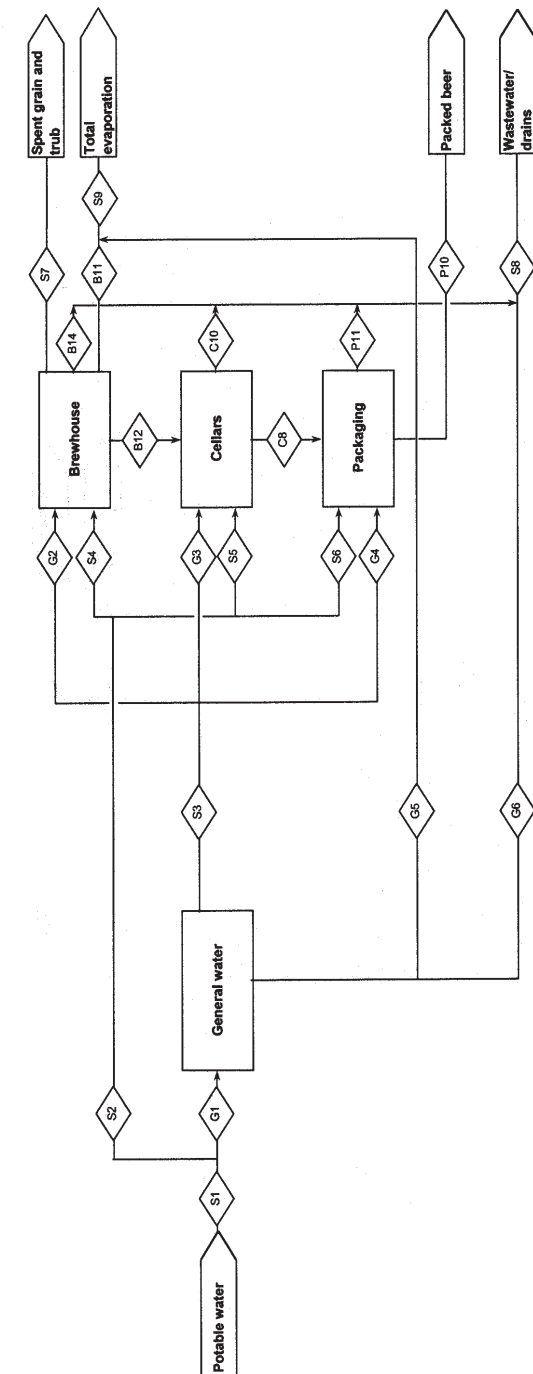 Spent grain and
trub
Total
evaporation
Packed beer
Wastewater/
drains
S7
S9
B11
P10
S8
B14
C10
P11
Brewhouse
Cellars
Packaging
B12
C8
G2
S4
G3
S5
S6
G4
S3
G5
G6
General water
S2
G1
S1
Potable water